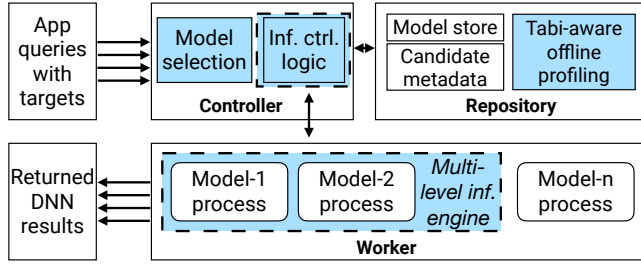 App
queries
with
targets
Model
selection
Inf. ctrl.
logic
Controller
Model store
Candidate
metadata
Tabi-aware
offline
profiling
Repository
Returned
DNN
results
Model-1
process
Model-2
process
Multi-
level inf.
engine
Model-n
process
Worker